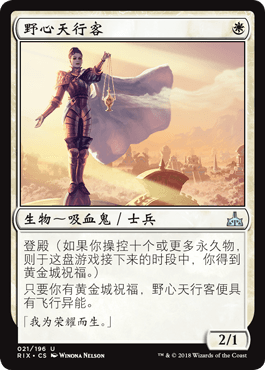 野心天行客
生物～吸血鬼／士兵
登殿（如果你操控十个或更多永久物，
则于这盘游戏接下来的时段中，你得到
黄金城祝福。）
只要你有黄金城祝福，野心天行客便具
有飞行异能。
「我为荣耀而生。」
2/1
021/196 U
RIX • CS WINONA NELSON
™ & © 2018 Wizards of the Coast